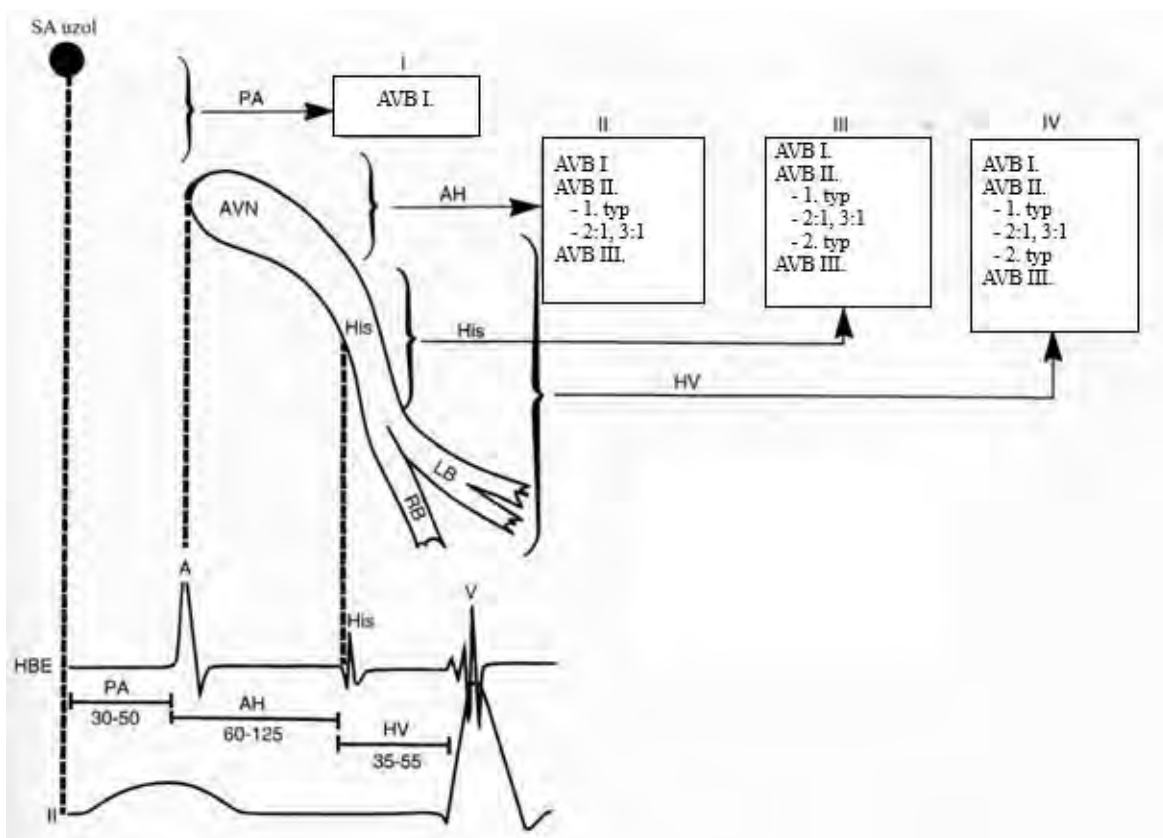 SA uzol
I
PA
AVB I.
II
AVB I
AVB II.
- 1. typ
- 2:1, 3:1
AVB III.
III
AVB I.
AVB II.
- 1. typ
- 2:1, 3:1
- 2. typ
AVB III.
IV
AVB I.
AVB II.
- 1. typ
- 2:1, 3:1
- 2. typ
AVB III.
AH
AVN
His
His
HV
LB
RB
A
His
V
HBE
PA
30-50
AH
60-125
HV
35-55
II